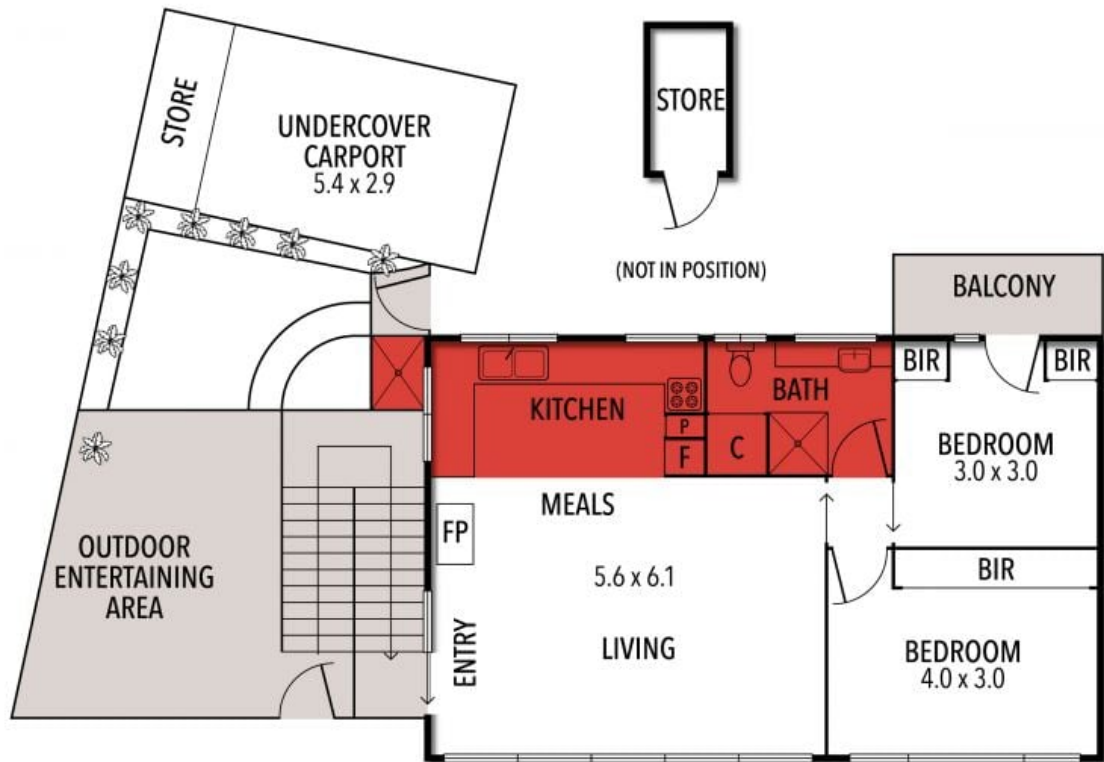 STORE
UNDERCOVER
CARPORT
5.4 x 2.9
STORE
(NOT IN POSITION)
BALCONY
BIR
BIR
KITCHEN
BATH
P
F
C
BEDROOM
3.0 x 3.0
MEALS
FP
OUTDOOR
ENTERTAINING
AREA
5.6 x 6.1
BIR
ENTRY
LIVING
BEDROOM
4.0 x 3.0